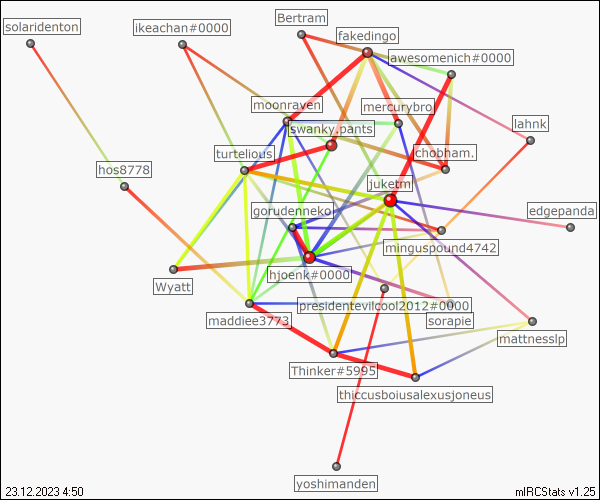 Bertram
solaridenton
ikeachan#0000
fakedingo
awesomenich#0000
moonraven
mercurybro
lahnk
swanky.pants
turtelious
chobham.
hos8778
juketm
gorudenneko
edgepanda
minguspound4742
hjoenk#0000
Wyatt
presidentevilcool2012#0000
maddiee3773
sorapie
mattnesslp
Thinker#5995
thiccusboiusalexusjoneus
yoshimanden
23.12.2023 4:50
mIRCStats v1.25